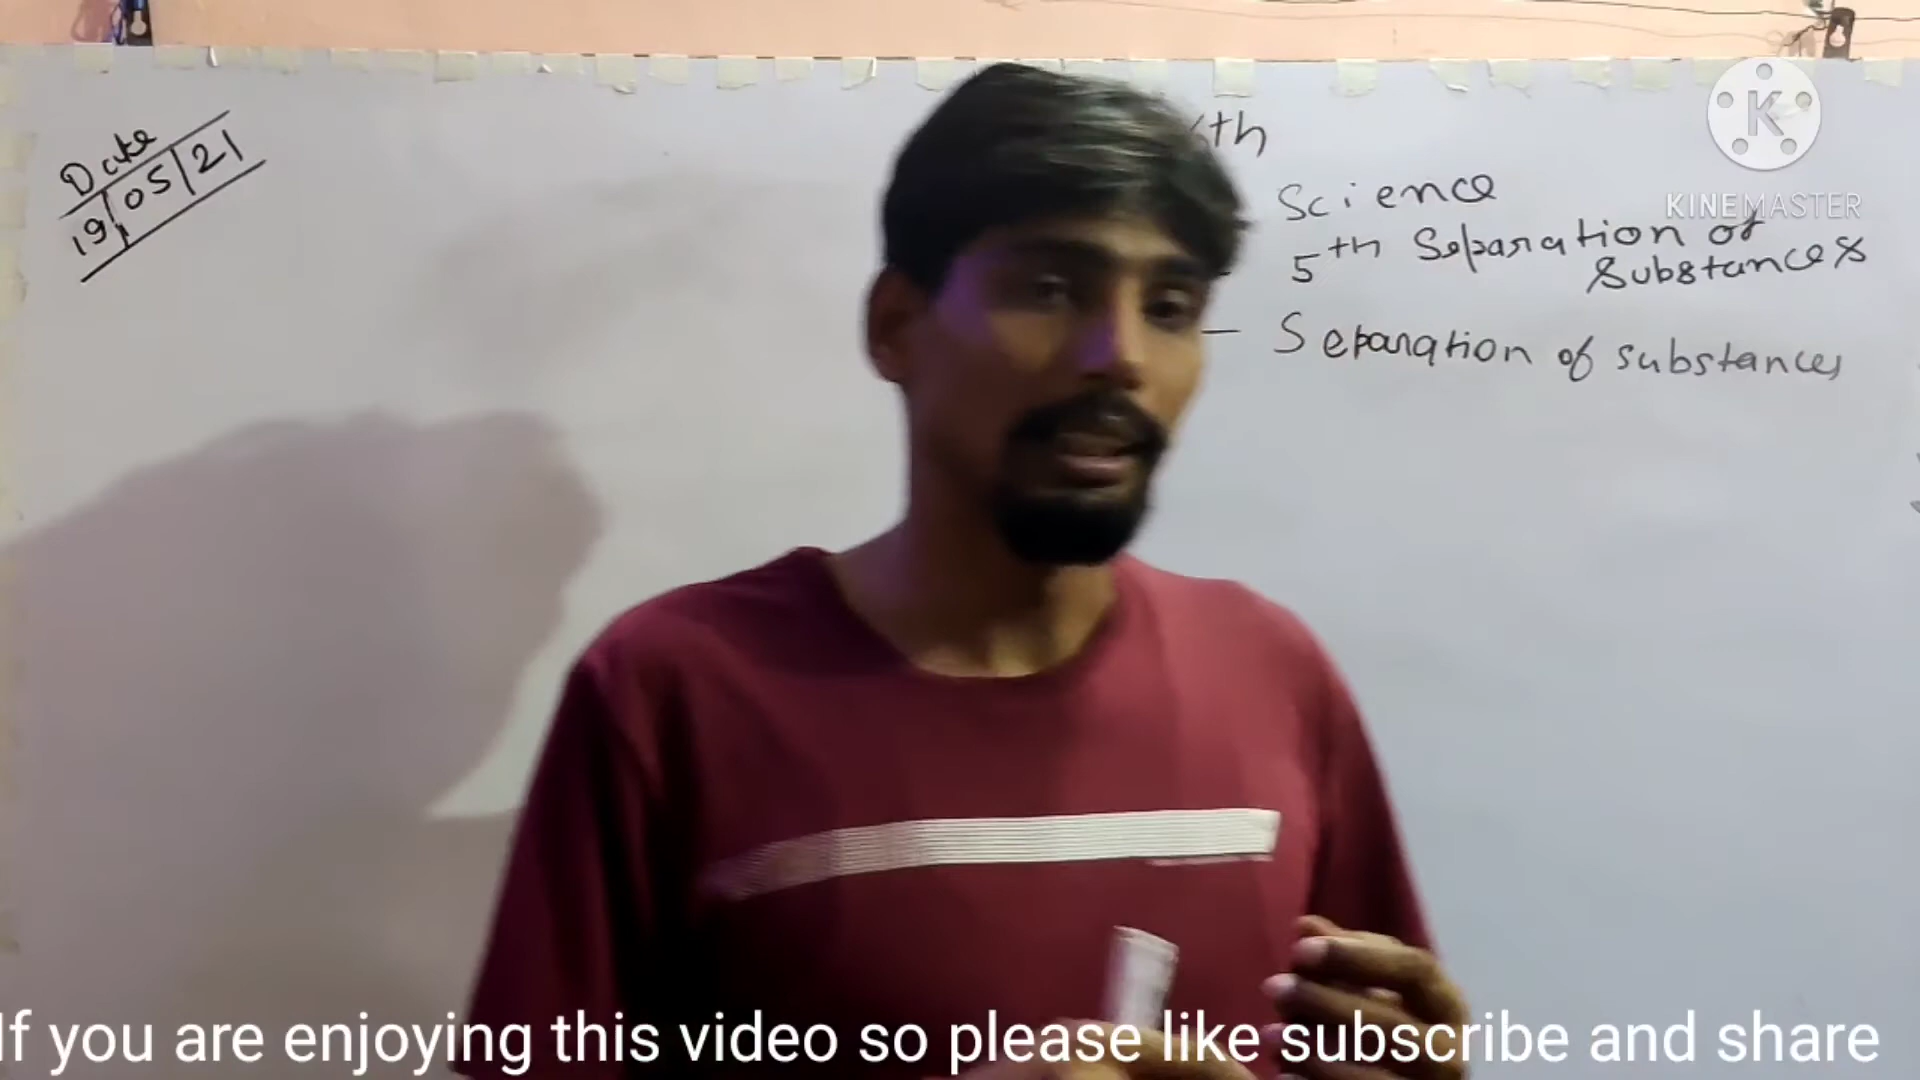 Date
19/05/21
6th
Science
5th Separation of
Substances
- Separation of substances
KINEMASTER
If you are enjoying this video so please like subscribe and share